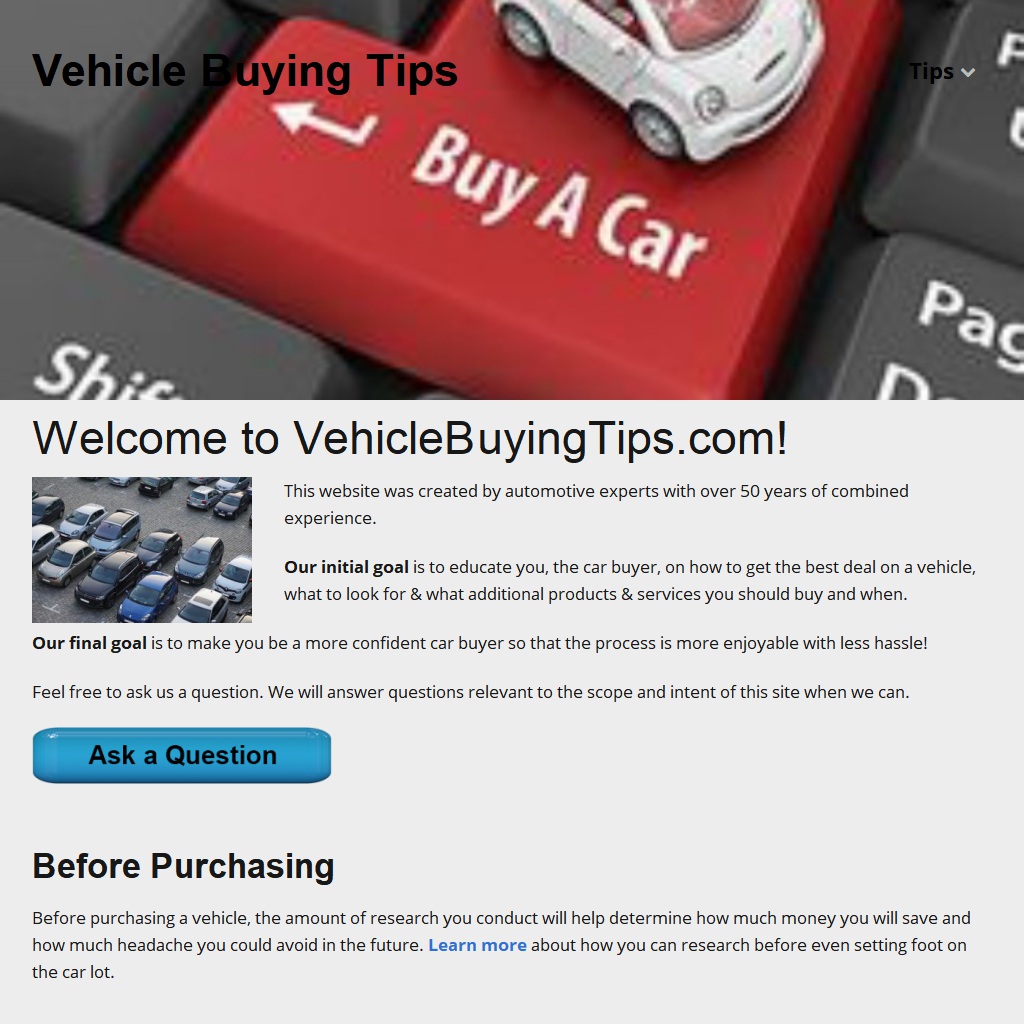 Vehicle Buying Tips
Tips
Buy A Car
Shift
Welcome to VehicleBuyingTips.com!
This website was created by automotive experts with over 50 years of combined
experience.
Our initial goal is to educate you, the car buyer, on how to get the best deal on a vehicle,
what to look for & what additional products & services you should buy and when.
Our final goal is to make you be a more confident car buyer so that the process is more enjoyable with less hassle!
Feel free to ask us a question. We will answer questions relevant to the scope and intent of this site when we can.
Ask a Question
Before Purchasing
Before purchasing a vehicle, the amount of research you conduct will help determine how much money you will save and
how much headache you could avoid in the future. Learn more about how you can research before even setting foot on
the car lot.